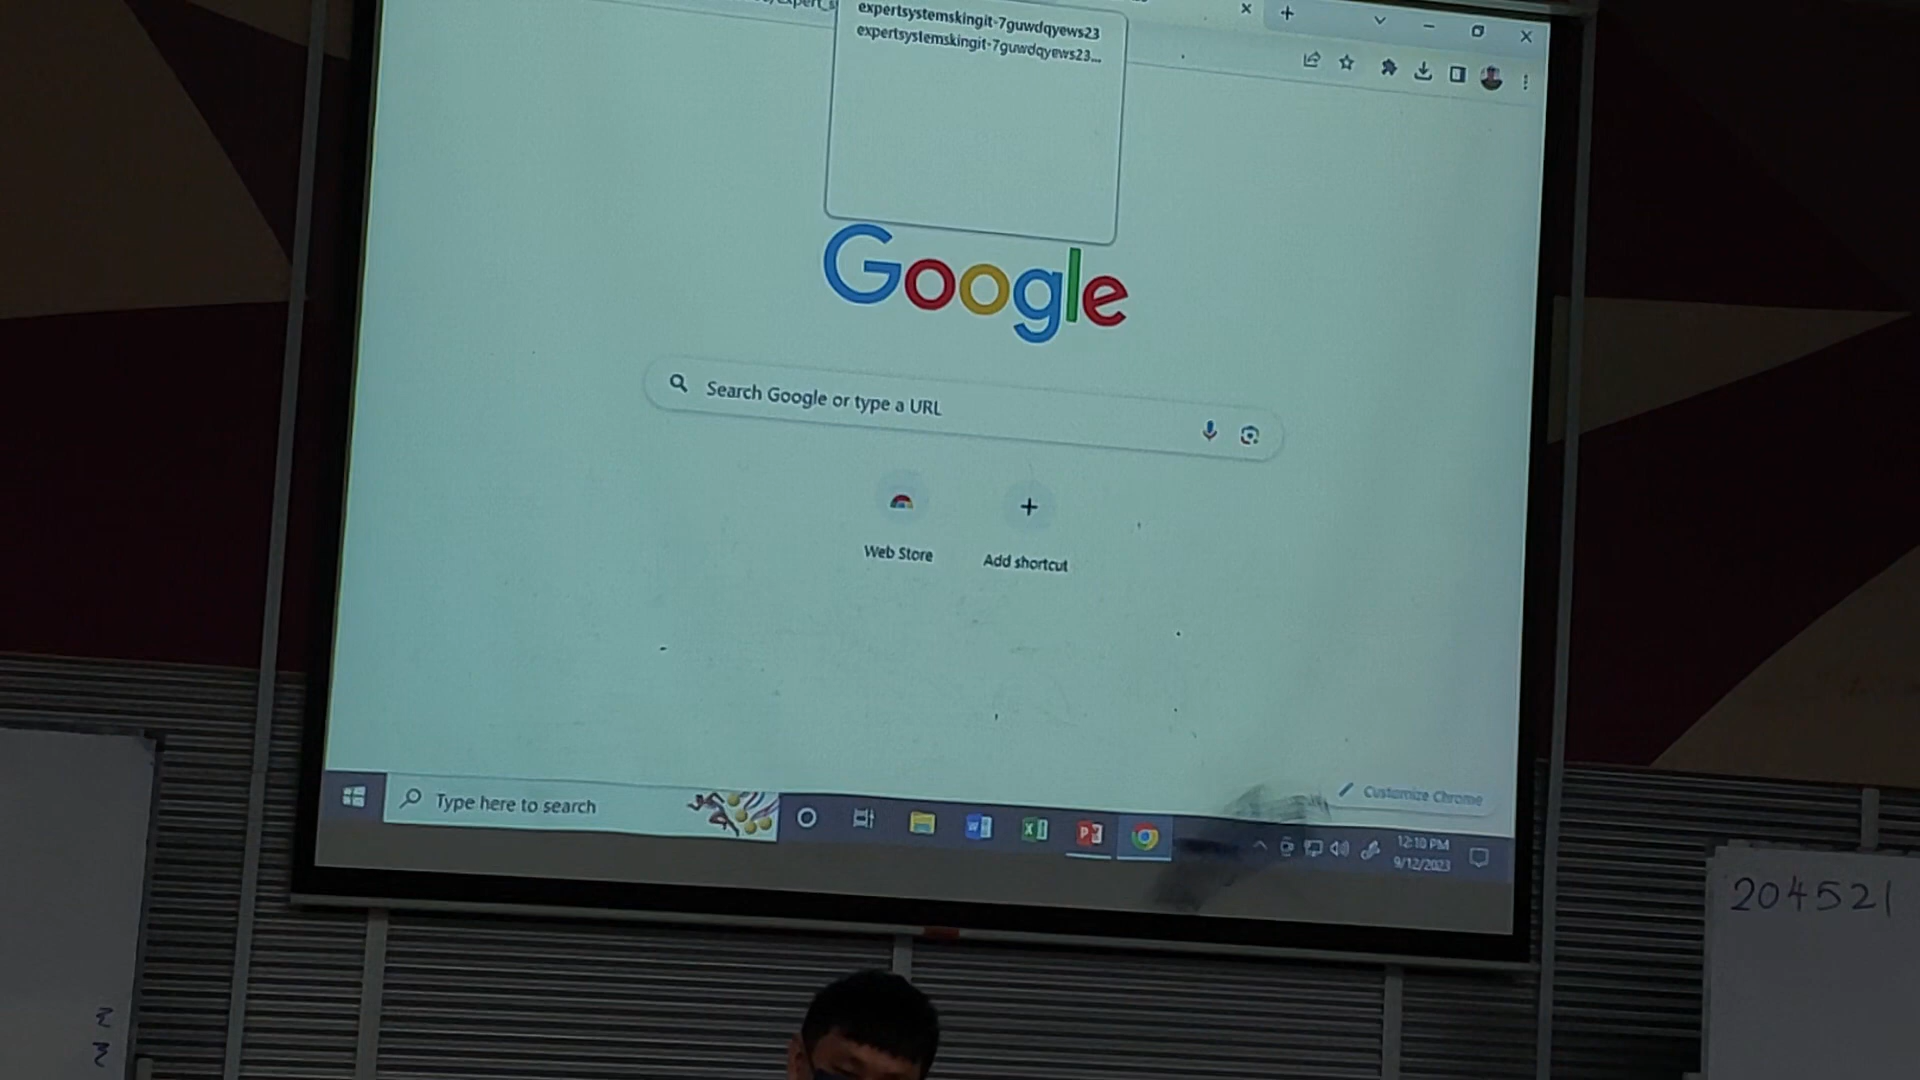 expertsystemskingit-7guwdqyews23
expertsystemskingit-7guwdqyews23...
Google
Search Google or type a URL
Web Store
Add shortcut
Customize Chrome
Type here to search
12:10 PM
9/12/2023
204521